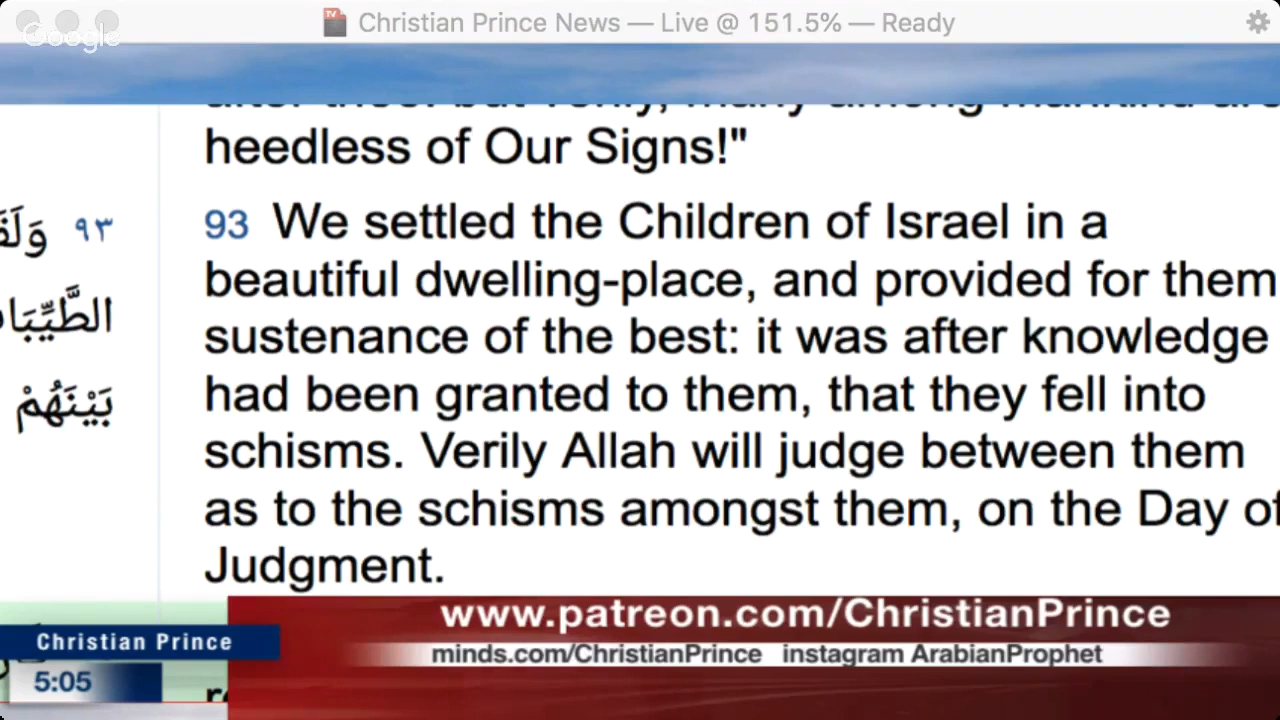 Christian Prince News — Live @ 151.5% — Ready
Google
heedless of Our Signs!"
93 We settled the Children of Israel in a
beautiful dwelling-place, and provided for them
sustenance of the best: it was after knowledge
had been granted to them, that they fell into
schisms. Verily Allah will judge between them
as to the schisms amongst them, on the Day of
Judgment.
٩٣
بَيْنَهُمْ
www.patreon.com/ChristianPrince
minds.com/ChristianPrince instagram ArabianProphet
Christian Prince
5:05